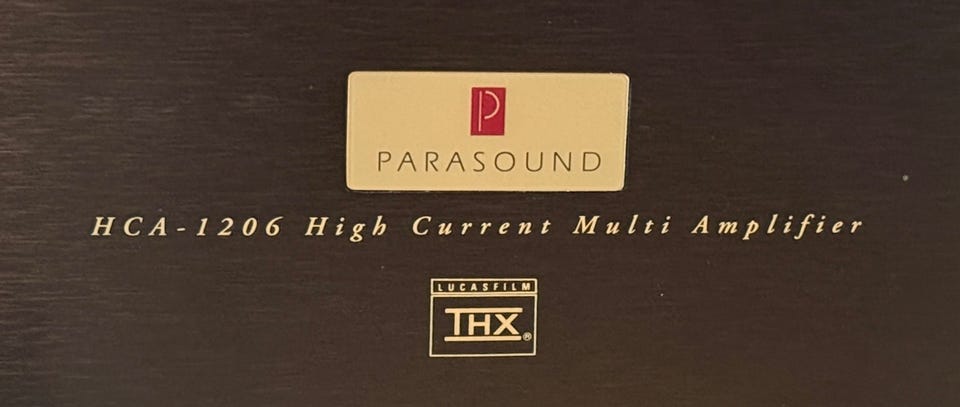 P
PARASOUND
HCA-1206 High Current Multi Amplifier
LUCASFILM
THX®